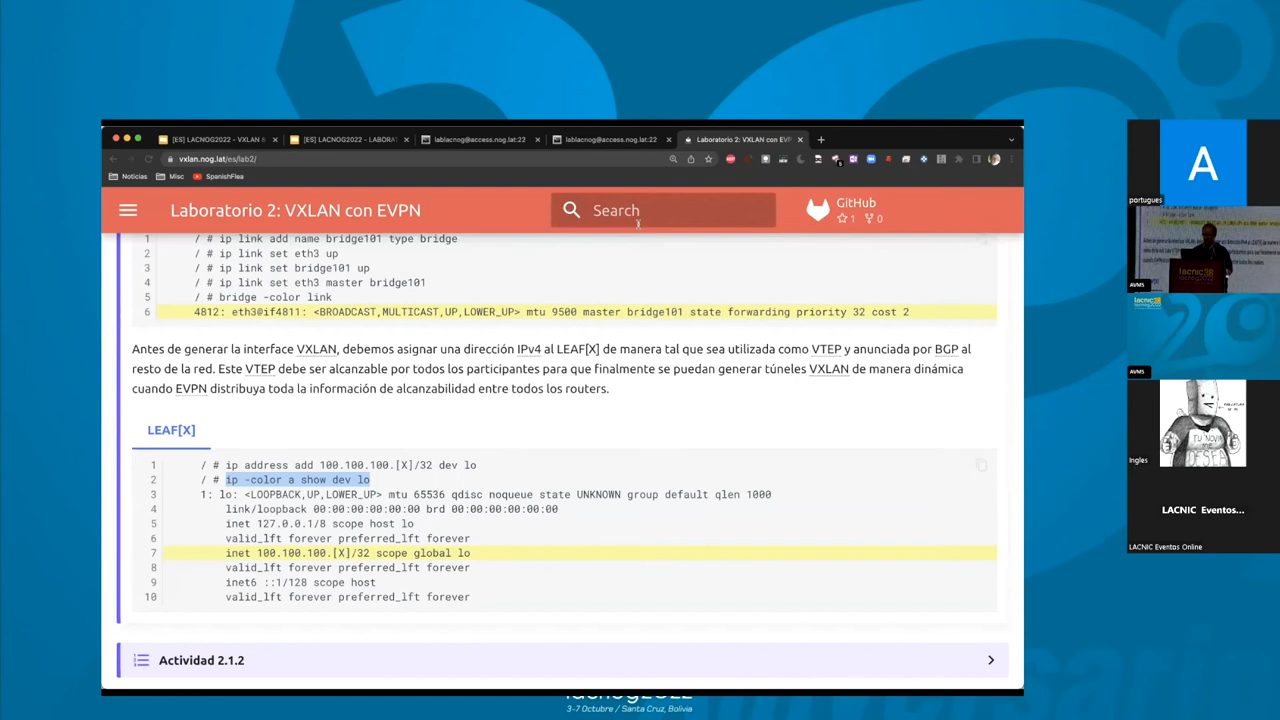 [ES] LACNOG2022 - VXLAN &
[ES] LACNOG2022 - LABORAT
lablacnog@access.nog.lat:22
lablacnog@access.nog.lat:22
Laboratorio 2: VXLAN con EVPN
vxlan.nog.lat/es/lab2/
Noticias
Misc
SpanishFlea
Laboratorio 2: VXLAN con EVPN
Search
GitHub
1
0
1 / # ip link add name bridge101 type bridge
2 / # ip link set eth3 up
3 / # ip link set bridge101 up
4 / # ip link set eth3 master bridge101
5 / # bridge -color link
6 4812: eth3@if4811: <BROADCAST,MULTICAST,UP,LOWER_UP> mtu 9500 master bridge101 state forwarding priority 32 cost 2
Antes de generar la interface VXLAN, debemos asignar una dirección IPv4 al LEAF[X] de manera tal que sea utilizada como VTEP y anunciada por BGP al
resto de la red. Este VTEP debe ser alcanzable por todos los participantes para que finalmente se puedan generar túneles VXLAN de manera dinámica
cuando EVPN distribuya toda la información de alcanzabilidad entre todos los routers.
LEAF[X]
1 / # ip address add 100.100.100.[X]/32 dev lo
2 / # ip -color a show dev lo
3 1: lo: <LOOPBACK,UP,LOWER_UP> mtu 65536 qdisc noqueue state UNKNOWN group default qlen 1000
4 link/loopback 00:00:00:00:00:00 brd 00:00:00:00:00:00
5 inet 127.0.0.1/8 scope host lo
6 valid_lft forever preferred_lft forever
7 inet 100.100.100.[X]/32 scope global lo
8 valid_lft forever preferred_lft forever
9 inet6 ::1/128 scope host
10 valid_lft forever preferred_lft forever
Actividad 2.1.2
lacnog2022
3-7 Octubre / Santa Cruz, Bolivia
A
portugues
lacnic38
AVMS
lacnic38
AVMS
TU NOVIA
ME
DESEA
Ingles
LACNIC Eventos...
LACNIC Eventos Online